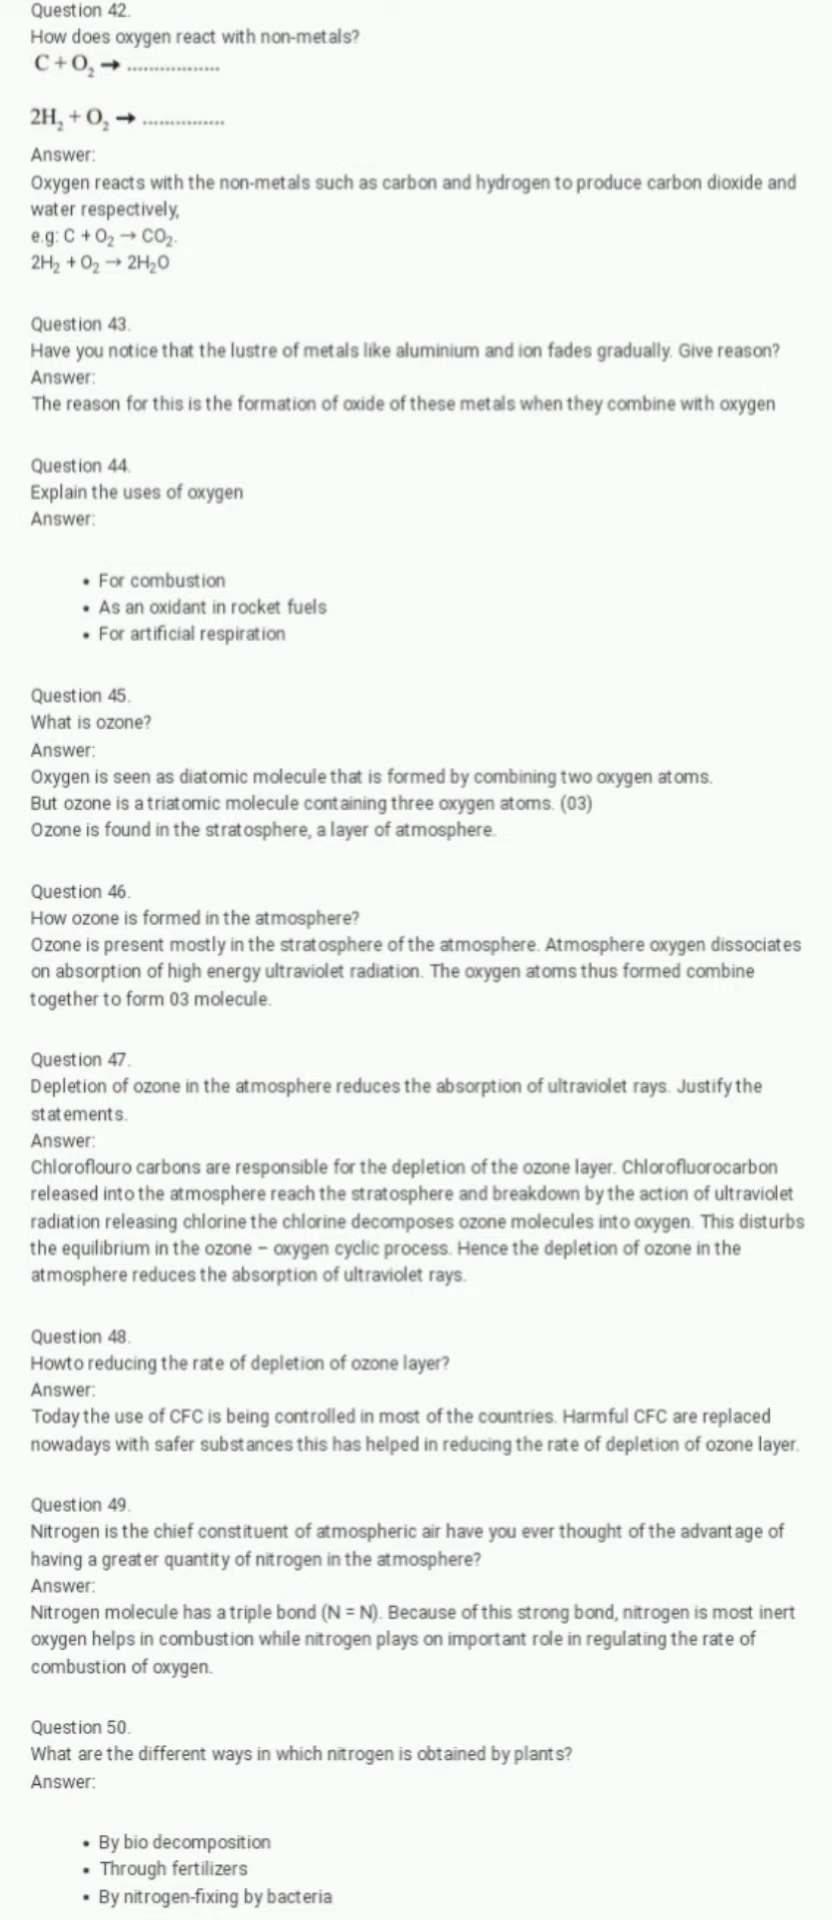 Question 42.
How does oxygen react with non-metals?
C + O₂ → ..................
2H₂ + O₂ → ................
Answer:
Oxygen reacts with the non-metals such as carbon and hydrogen to produce carbon dioxide and
water respectively,
e.g: C + O₂ → CO₂.
2H₂ + O₂ → 2H₂O
Question 43.
Have you notice that the lustre of metals like aluminium and ion fades gradually. Give reason?
Answer:
The reason for this is the formation of oxide of these metals when they combine with oxygen
Question 44.
Explain the uses of oxygen
Answer:
• For combustion
• As an oxidant in rocket fuels
• For artificial respiration
Question 45.
What is ozone?
Answer:
Oxygen is seen as diatomic molecule that is formed by combining two oxygen atoms.
But ozone is a triatomic molecule containing three oxygen atoms. (03)
Ozone is found in the stratosphere, a layer of atmosphere.
Question 46.
How ozone is formed in the atmosphere?
Ozone is present mostly in the stratosphere of the atmosphere. Atmosphere oxygen dissociates
on absorption of high energy ultraviolet radiation. The oxygen atoms thus formed combine
together to form 03 molecule.
Question 47.
Depletion of ozone in the atmosphere reduces the absorption of ultraviolet rays. Justify the
statements.
Answer:
Chloroflouro carbons are responsible for the depletion of the ozone layer. Chlorofluorocarbon
released into the atmosphere reach the stratosphere and breakdown by the action of ultraviolet
radiation releasing chlorine the chlorine decomposes ozone molecules into oxygen. This disturbs
the equilibrium in the ozone – oxygen cyclic process. Hence the depletion of ozone in the
atmosphere reduces the absorption of ultraviolet rays.
Question 48.
Howto reducing the rate of depletion of ozone layer?
Answer:
Today the use of CFC is being controlled in most of the countries. Harmful CFC are replaced
nowadays with safer substances this has helped in reducing the rate of depletion of ozone layer.
Question 49.
Nitrogen is the chief constituent of atmospheric air have you ever thought of the advantage of
having a greater quantity of nitrogen in the atmosphere?
Answer:
Nitrogen molecule has a triple bond (N = N). Because of this strong bond, nitrogen is most inert
oxygen helps in combustion while nitrogen plays on important role in regulating the rate of
combustion of oxygen.
Question 50.
What are the different ways in which nitrogen is obtained by plants?
Answer:
• By bio decomposition
• Through fertilizers
• By nitrogen-fixing by bacteria